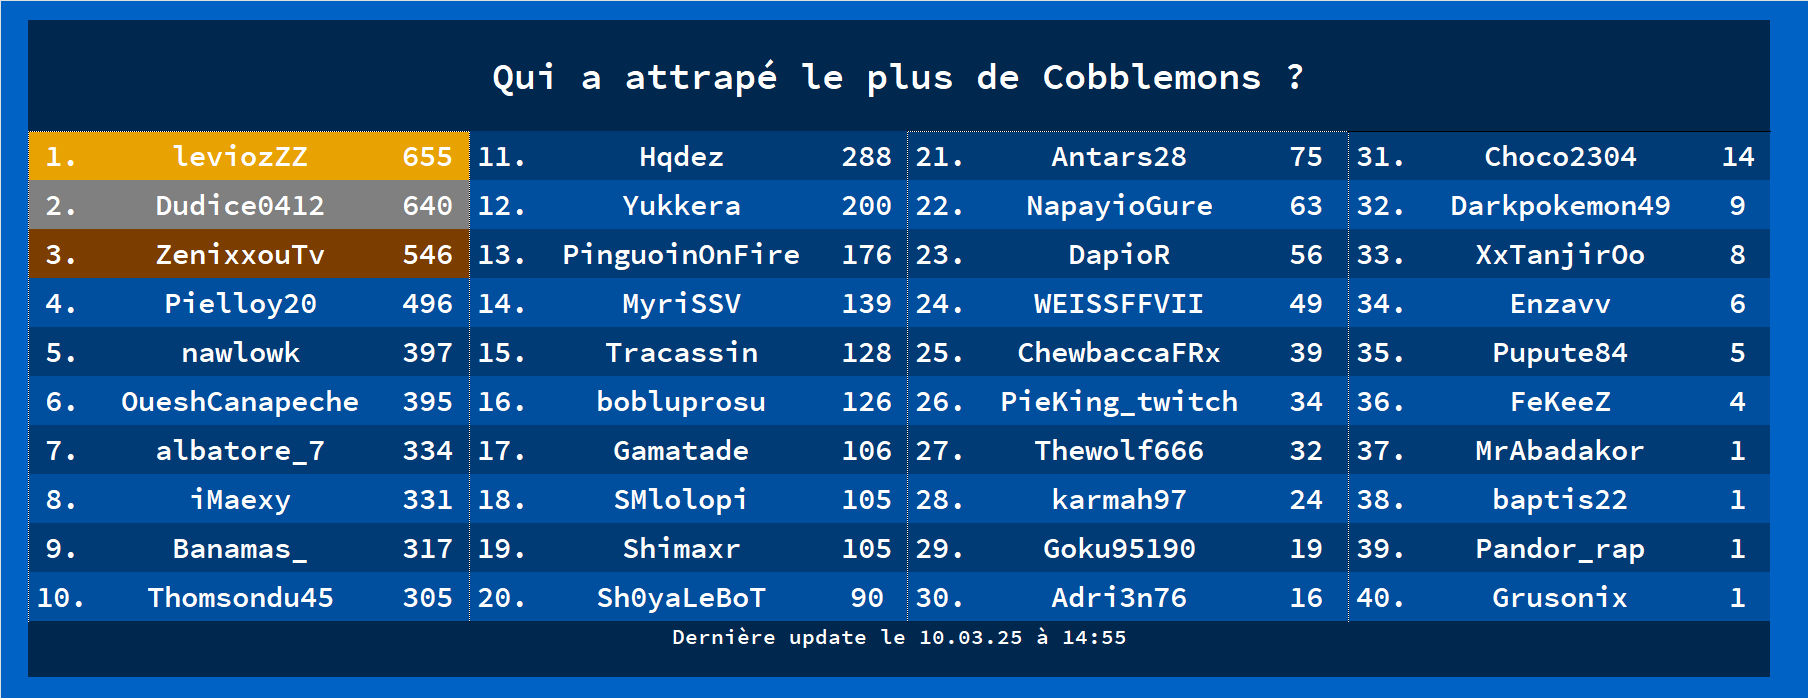 Qui a attrapé le plus de Cobblemons ?
1. leviozZZ 655 11. Hqdez 288 21. Antars28 75 31. Choco2304 14
2. Dudice0412 640 12. Yukkera 200 22. NapayioGure 63 32. Darkpokemon49 9
3. ZenixxouTv 546 13. PinguoinOnFire 176 23. DapioR 56 33. XxTanjirOo 8
4. Pielloy20 496 14. MyriSSV 139 24. WEISSFFVII 49 34. Enzavv 6
5. nawlowk 397 15. Tracassin 128 25. ChewbaccaFRx 39 35. Pupute84 5
6. OueshCanapeche 395 16. bobluprosu 126 26. PieKing_twitch 34 36. FeKeeZ 4
7. albatore_7 334 17. Gamatade 106 27. Thewolf666 32 37. MrAbadakor 1
8. iMaexy 331 18. SMlolopi 105 28. karmah97 24 38. baptis22 1
9. Banamas_ 317 19. Shimaxr 105 29. Goku95190 19 39. Pandor_rap 1
10. Thomsondu45 305 20. Sh0yaLeBoT 90 30. Adri3n76 16 40. Grusonix 1
Dernière update le 10.03.25 à 14:55